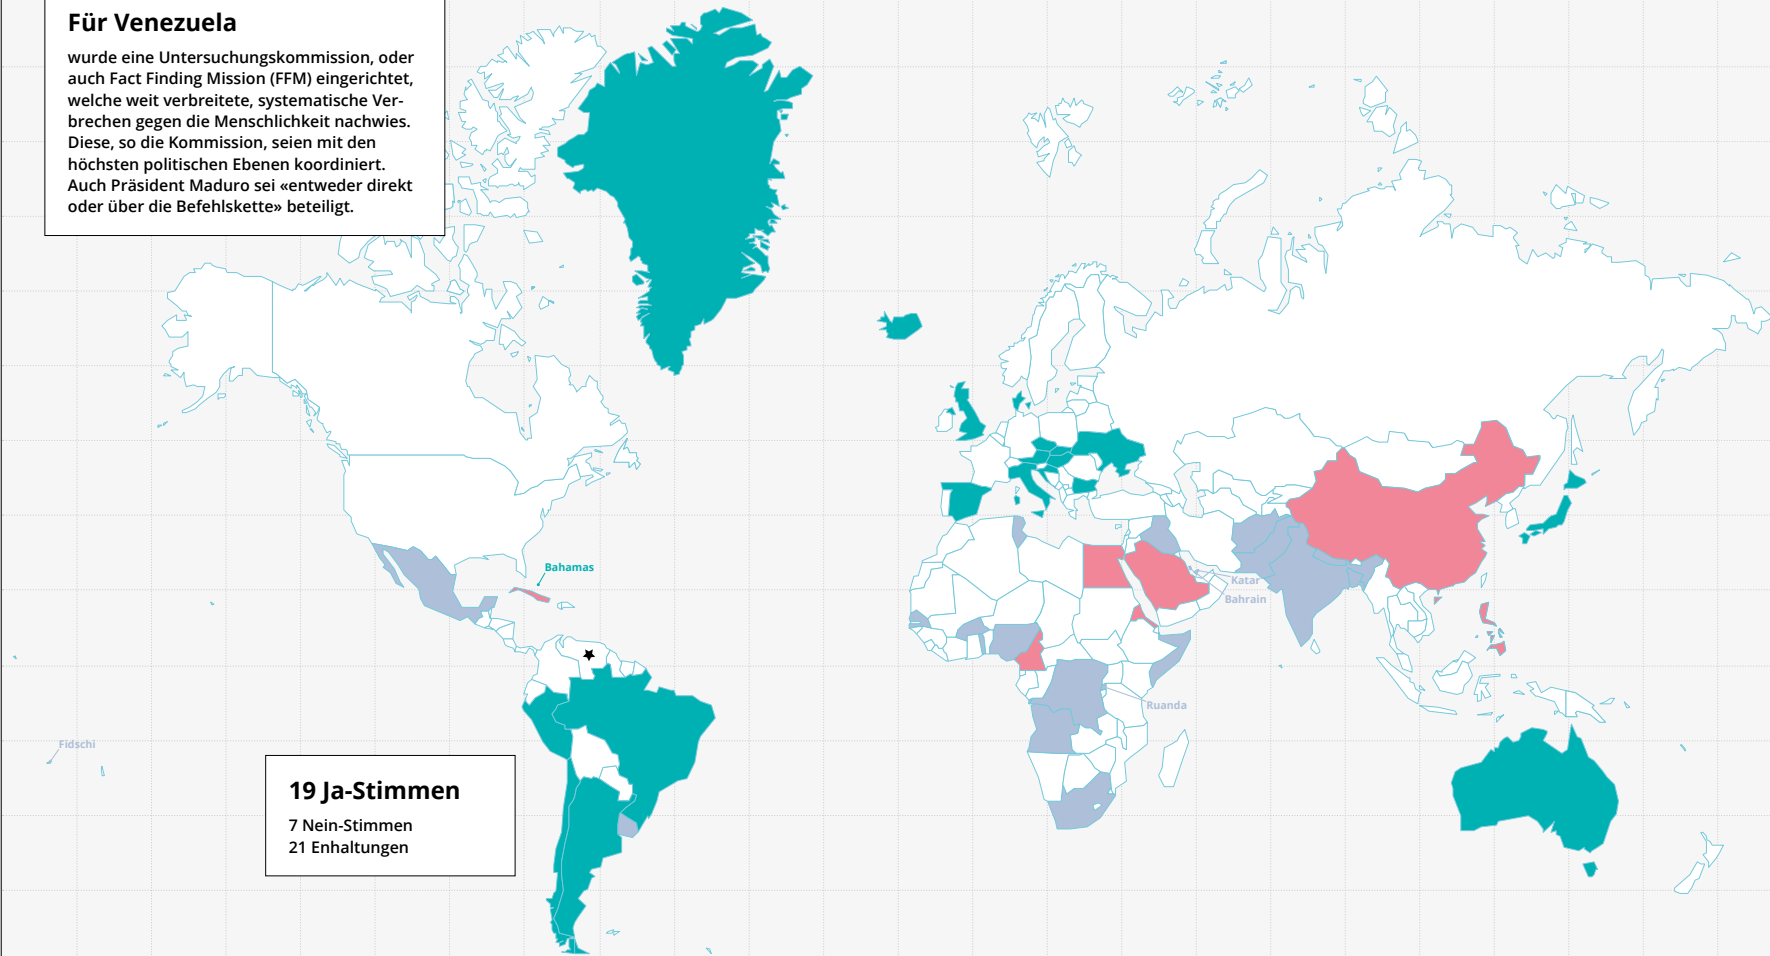 Für Venezuela
wurde eine Untersuchungskommission, oder
auch Fact Finding Mission (FFM) eingerichtet,
welche weit verbreitete, systematische Ver-
brechen gegen die Menschlichkeit nachwies.
Diese, so die Kommission, seien mit den
höchsten politischen Ebenen koordiniert.
Auch Präsident Maduro sei «entweder direkt
oder über die Befehlskette» beteiligt.
Bahamas
Katar
Bahrain
Ruanda
Fidschi
19 Ja-Stimmen
7 Nein-Stimmen
21 Enhaltungen